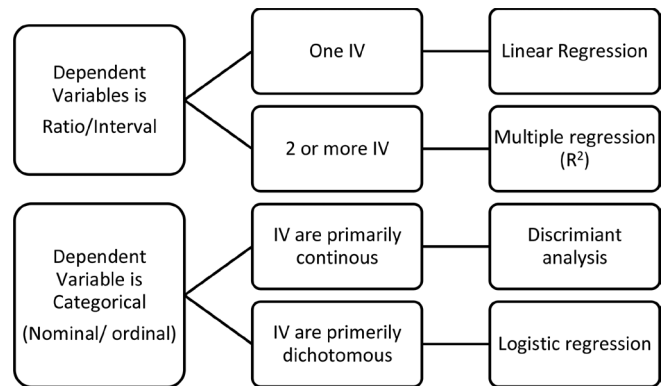 Dependent
Variables is
Ratio/Interval
One IV
Linear Regression
2 or more IV
Multiple regression
(R²)
Dependent
Variable is
Categorical
(Nominal/ ordinal)
IV are primarily
continous
Discrimiant
analysis
IV are primerily
dichotomous
Logistic regression